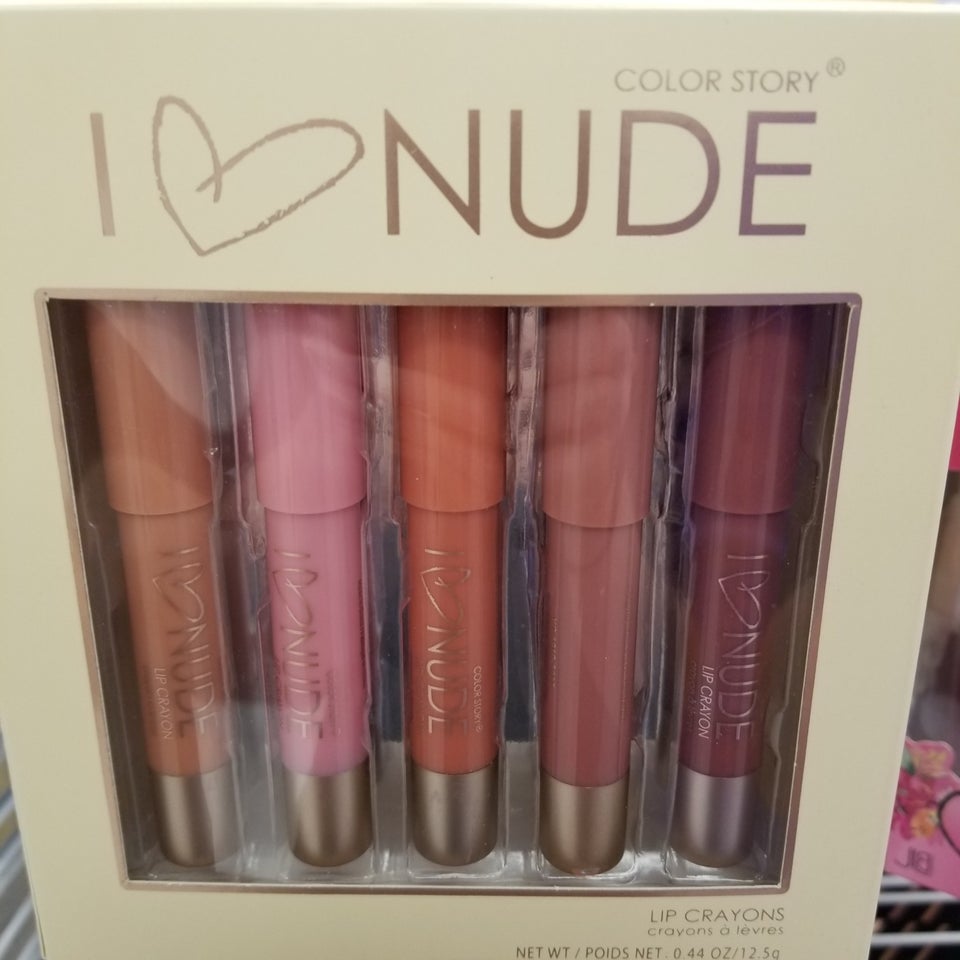 COLOR STORY®
I NUDE
I NUDE
LIP CRAYON
I NUDE
I NUDE
COLOR STORY®
I NUDE
LIP CRAYON
LIP CRAYONS
crayons à lèvres
NET WT / POIDS NET. 0.44 OZ/12.5g